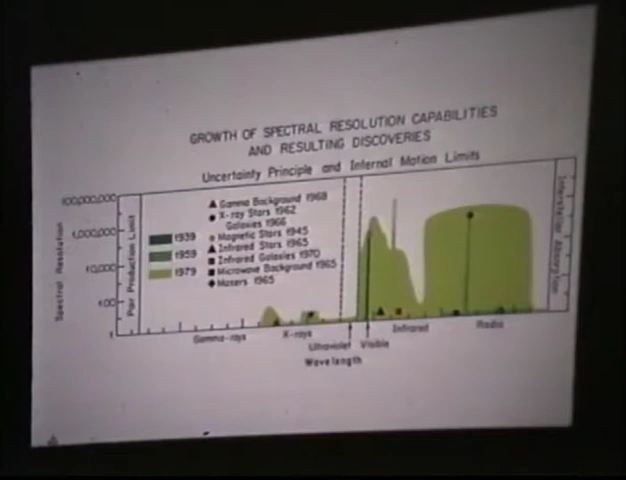 GROWTH OF SPECTRAL RESOLUTION CAPABILITIES
AND RESULTING DISCOVERIES
Uncertainty Principle and Internal Motion Limits
100,000,000
1,000,000
10,000
100
1
Spectral Resolution
Pair Production Limit
1939
1959
1979
Gamma Background 1968
X-ray Stars 1962
Galaxies 1966
Magnetic Stars 1945
Infrared Stars 1965
Infrared Galaxies 1970
Microwave Background 1965
Masers 1965
Interstellar Absorption
Gamma-rays
X-rays
Ultraviolet
Visible
Infrared
Radio
Wavelength